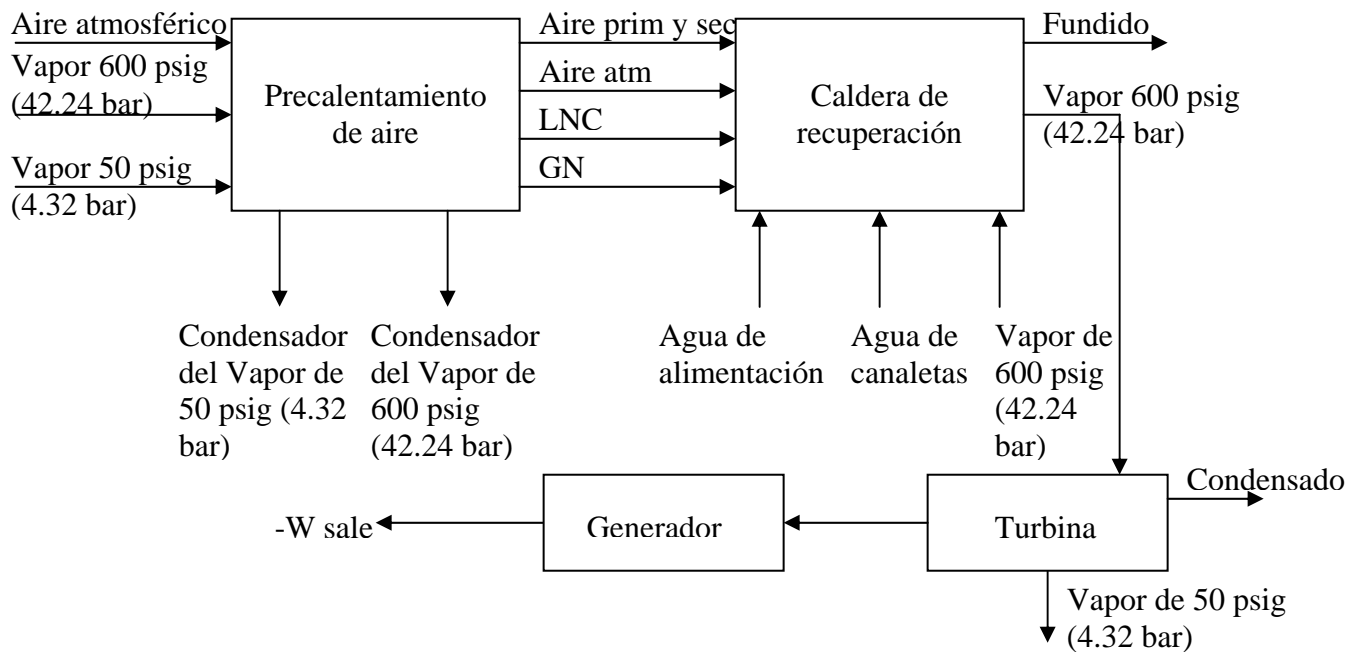 Aire atmosférico
Vapor 600 psig
(42.24 bar)
Vapor 50 psig
(4.32 bar)
Precalentamiento
de aire
Aire prim y sec
Aire atm
LNC
GN
Caldera de
recuperación
Fundido
Vapor 600 psig
(42.24 bar)
Condensador
del Vapor de
50 psig (4.32
bar)
Condensador
del Vapor de
600 psig
(42.24 bar)
Agua de
alimentación
Agua de
canaletas
Vapor de
600 psig
(42.24
bar)
-W sale
Generador
Turbina
Condensado
Vapor de 50 psig
(4.32 bar)